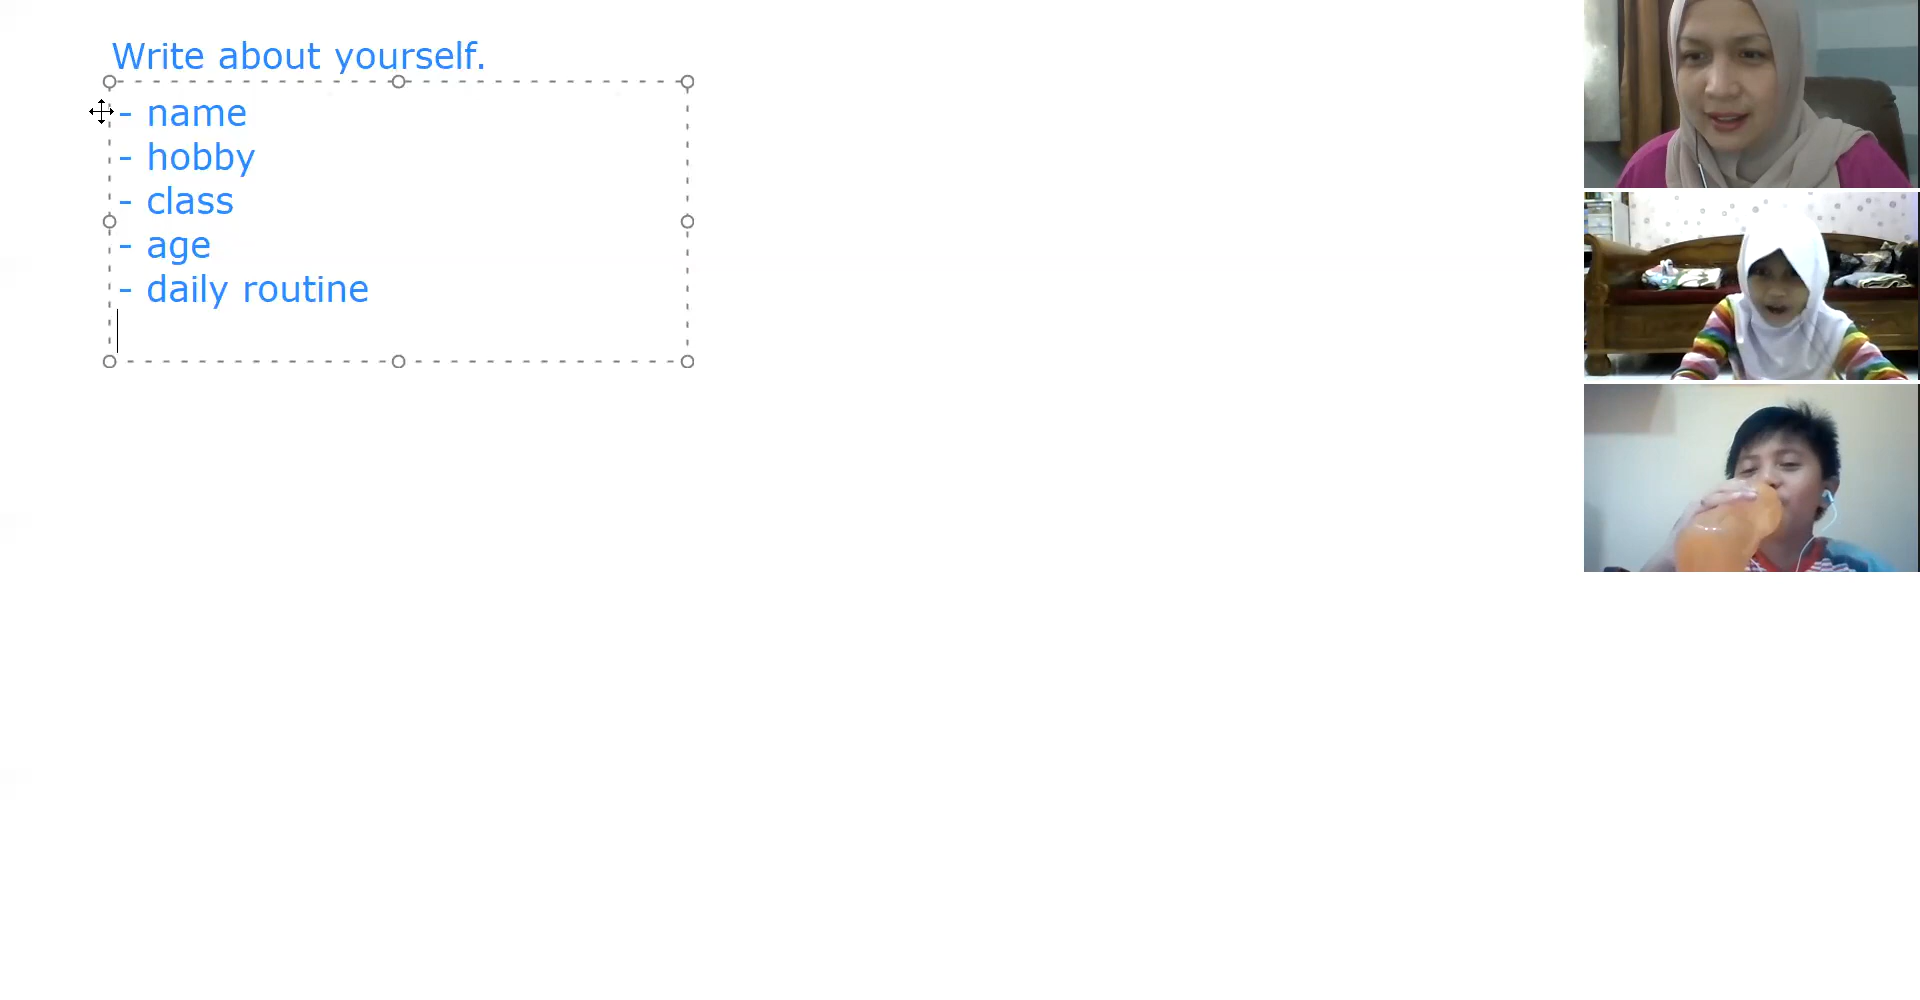 Write about yourself.
- name
- hobby
- class
- age
- daily routine